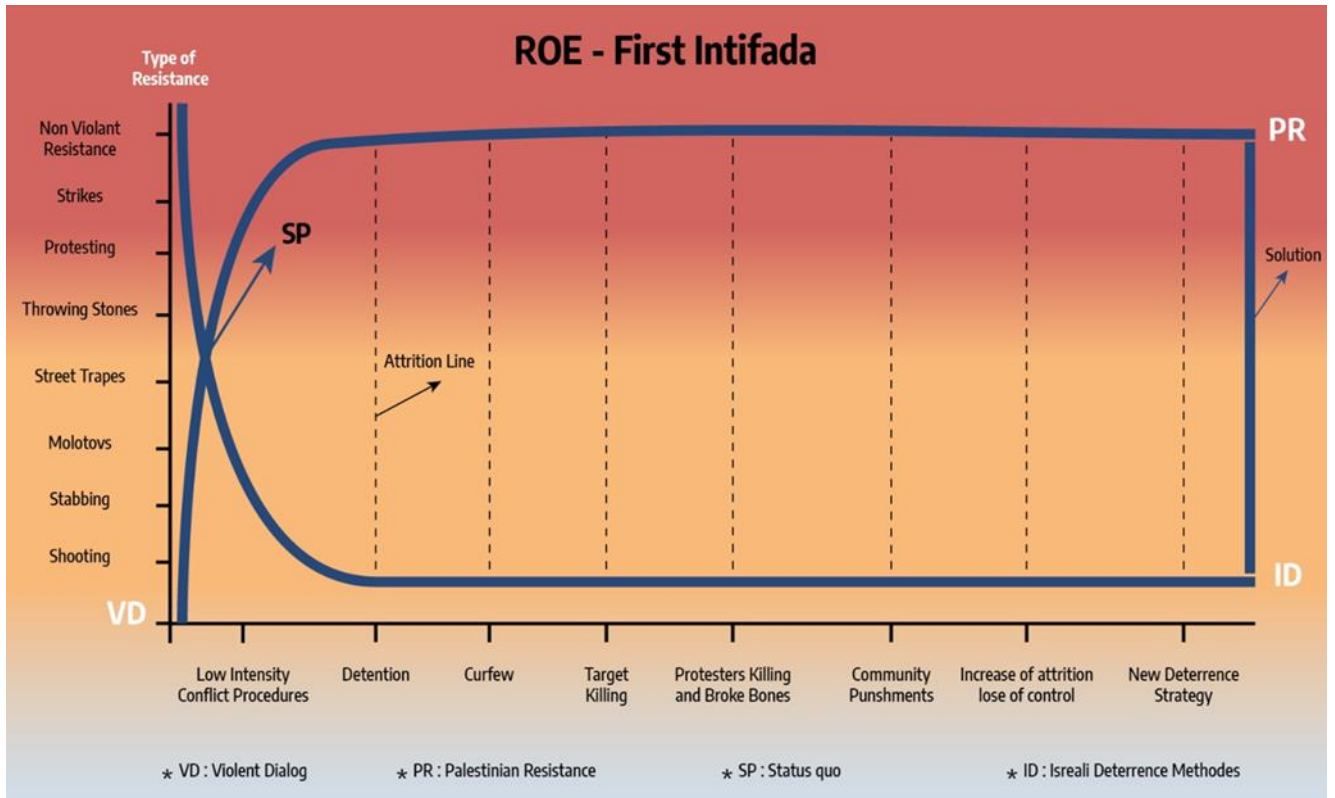 ROE - First Intifada
Type of
Resistance
Non Violant
Resistance
Strikes
Protesting
Throwing Stones
Street Trapes
Molotovs
Stabbing
Shooting
VD
SP
Attrition Line
PR
Solution
ID
Low Intensity
Conflict Procedures
Detention
Curfew
Target
Killing
Protesters Killing
and Broke Bones
Community
Punshments
Increase of attrition
lose of control
New Deterrence
Strategy
* VD : Violent Dialog
* PR : Palestinian Resistance
* SP : Status quo
* ID : Isreali Deterrence Methodes